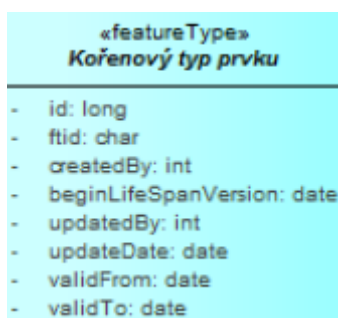 «featureType»
Kořenový typ prvku
- id: long
- ftid: char
- createdBy: int
- beginLifeSpanVersion: date
- updatedBy: int
- updateDate: date
- validFrom: date
- validTo: date